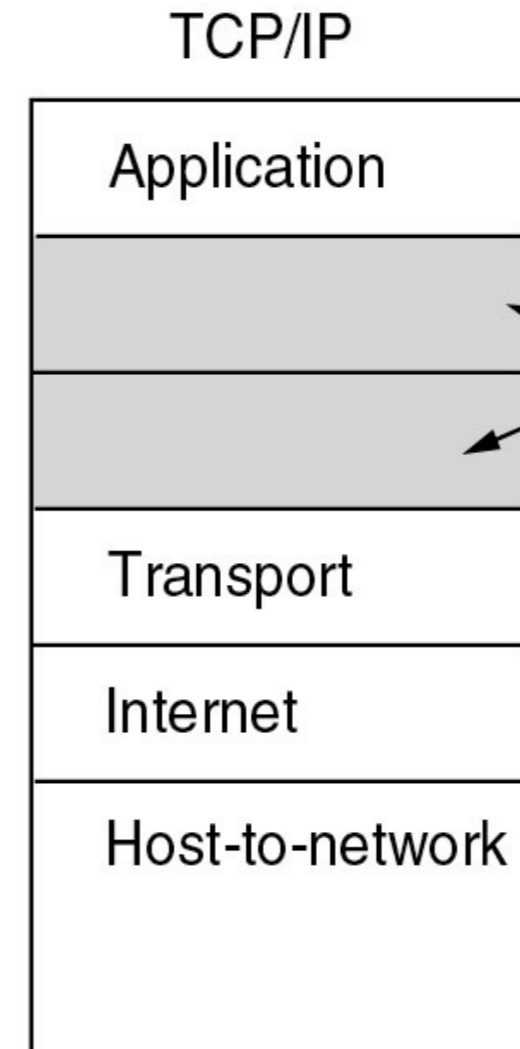 TCP/IP
Application
Transport
Internet
Host-to-network